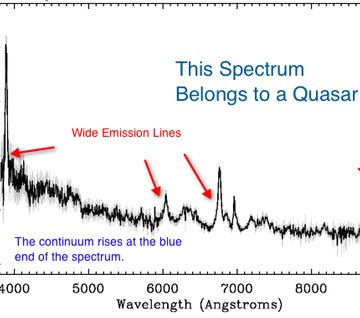 This Spectrum
Belongs to a Quasar
Wide Emission Lines
The continuum rises at the blue
end of the spectrum.
4000 5000 6000 7000 8000
Wavelength (Angstroms)